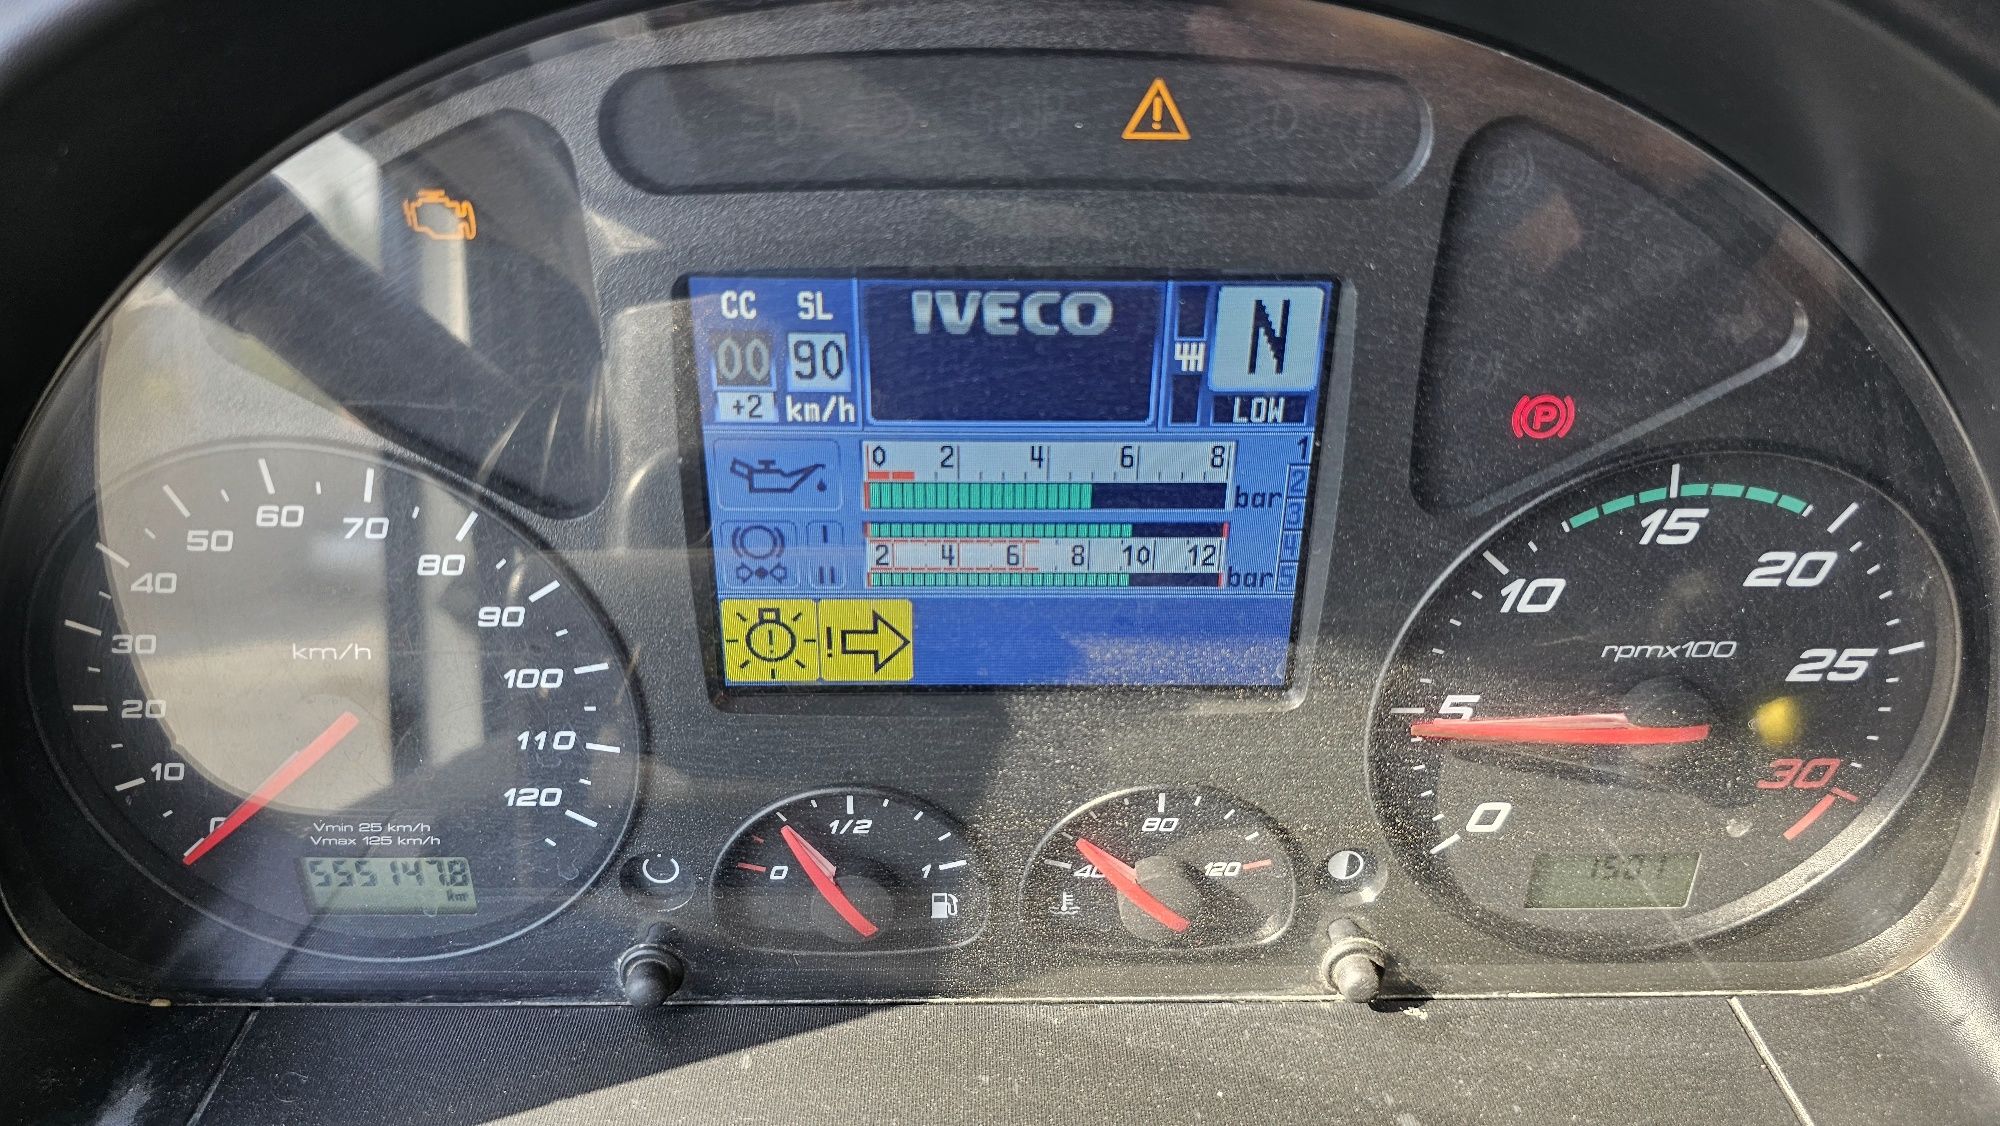 IVECO
CC SL
00 90
+2 km/h
N
LOW
0 2 4 6 8
bar
I
2 4 6 8 10 12
II
bar
1
2
3
4
5
!
!
0
10
20
30
40
50
60
70
80
90
100
110
120
km/h
Vmin 25 km/h
Vmax 125 km/h
555147.8
km
0 1/2 1
40 80 120
0
5
10
15
20
25
30
rpmx100
P